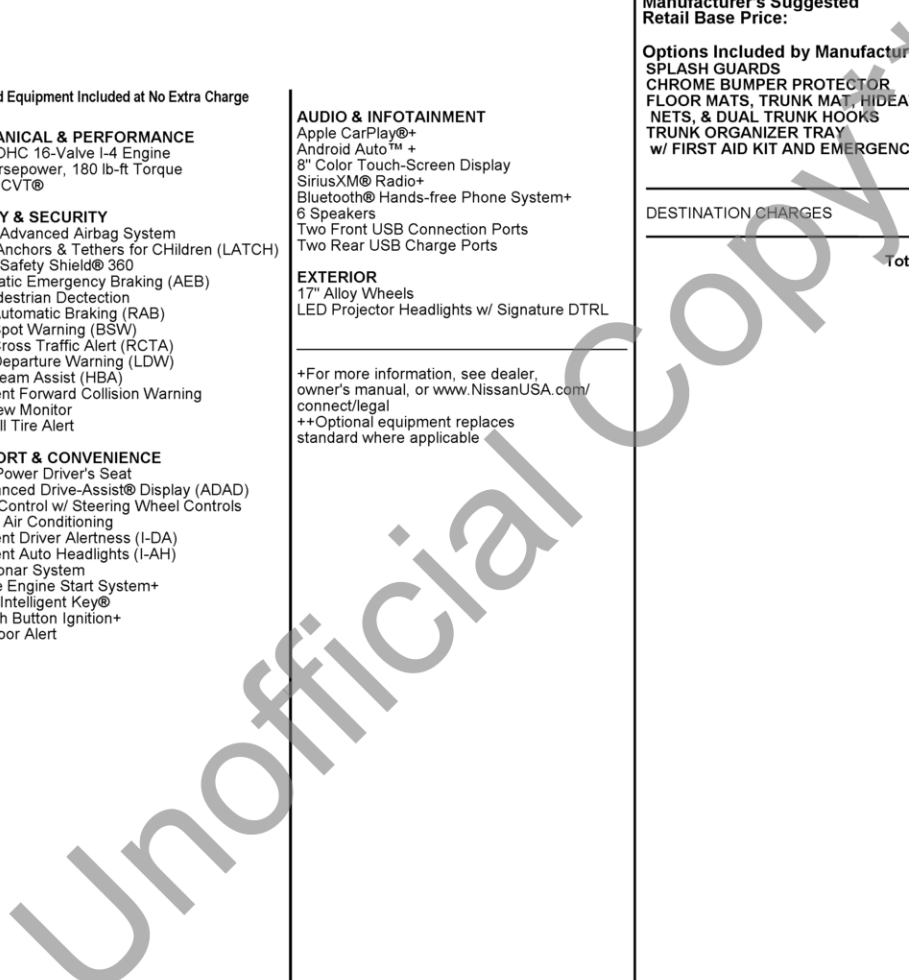 d Equipment Included at No Extra Charge
ANICAL & PERFORMANCE
OHC 16-Valve I-4 Engine
rsepower, 180 lb-ft Torque
CVT®
Y & SECURITY
Advanced Airbag System
Anchors & Tethers for CHildren (LATCH)
Safety Shield® 360
atic Emergency Braking (AEB)
destrian Dectection
utomatic Braking (RAB)
pot Warning (BSW)
ross Traffic Alert (RCTA)
Departure Warning (LDW)
eam Assist (HBA)
ent Forward Collision Warning
ew Monitor
ll Tire Alert
ORT & CONVENIENCE
Power Driver's Seat
anced Drive-Assist® Display (ADAD)
Control w/ Steering Wheel Controls
Air Conditioning
ent Driver Alertness (I-DA)
ent Auto Headlights (I-AH)
onar System
e Engine Start System+
Intelligent Key®
h Button Ignition+
oor Alert
AUDIO & INFOTAINMENT
Apple CarPlay®+
Android Auto™ +
8" Color Touch-Screen Display
SiriusXM® Radio+
Bluetooth® Hands-free Phone System+
6 Speakers
Two Front USB Connection Ports
Two Rear USB Charge Ports
EXTERIOR
17" Alloy Wheels
LED Projector Headlights w/ Signature DTRL
+For more information, see dealer,
owner's manual, or www.NissanUSA.com/
connect/legal
++Optional equipment replaces
standard where applicable
Manufacturer's Suggested
Retail Base Price:
Options Included by Manufactur
SPLASH GUARDS
CHROME BUMPER PROTECTOR
FLOOR MATS, TRUNK MAT, HIDEA
NETS, & DUAL TRUNK HOOKS
TRUNK ORGANIZER TRAY
w/ FIRST AID KIT AND EMERGENC
DESTINATION CHARGES
Tot
Unofficial Copy**